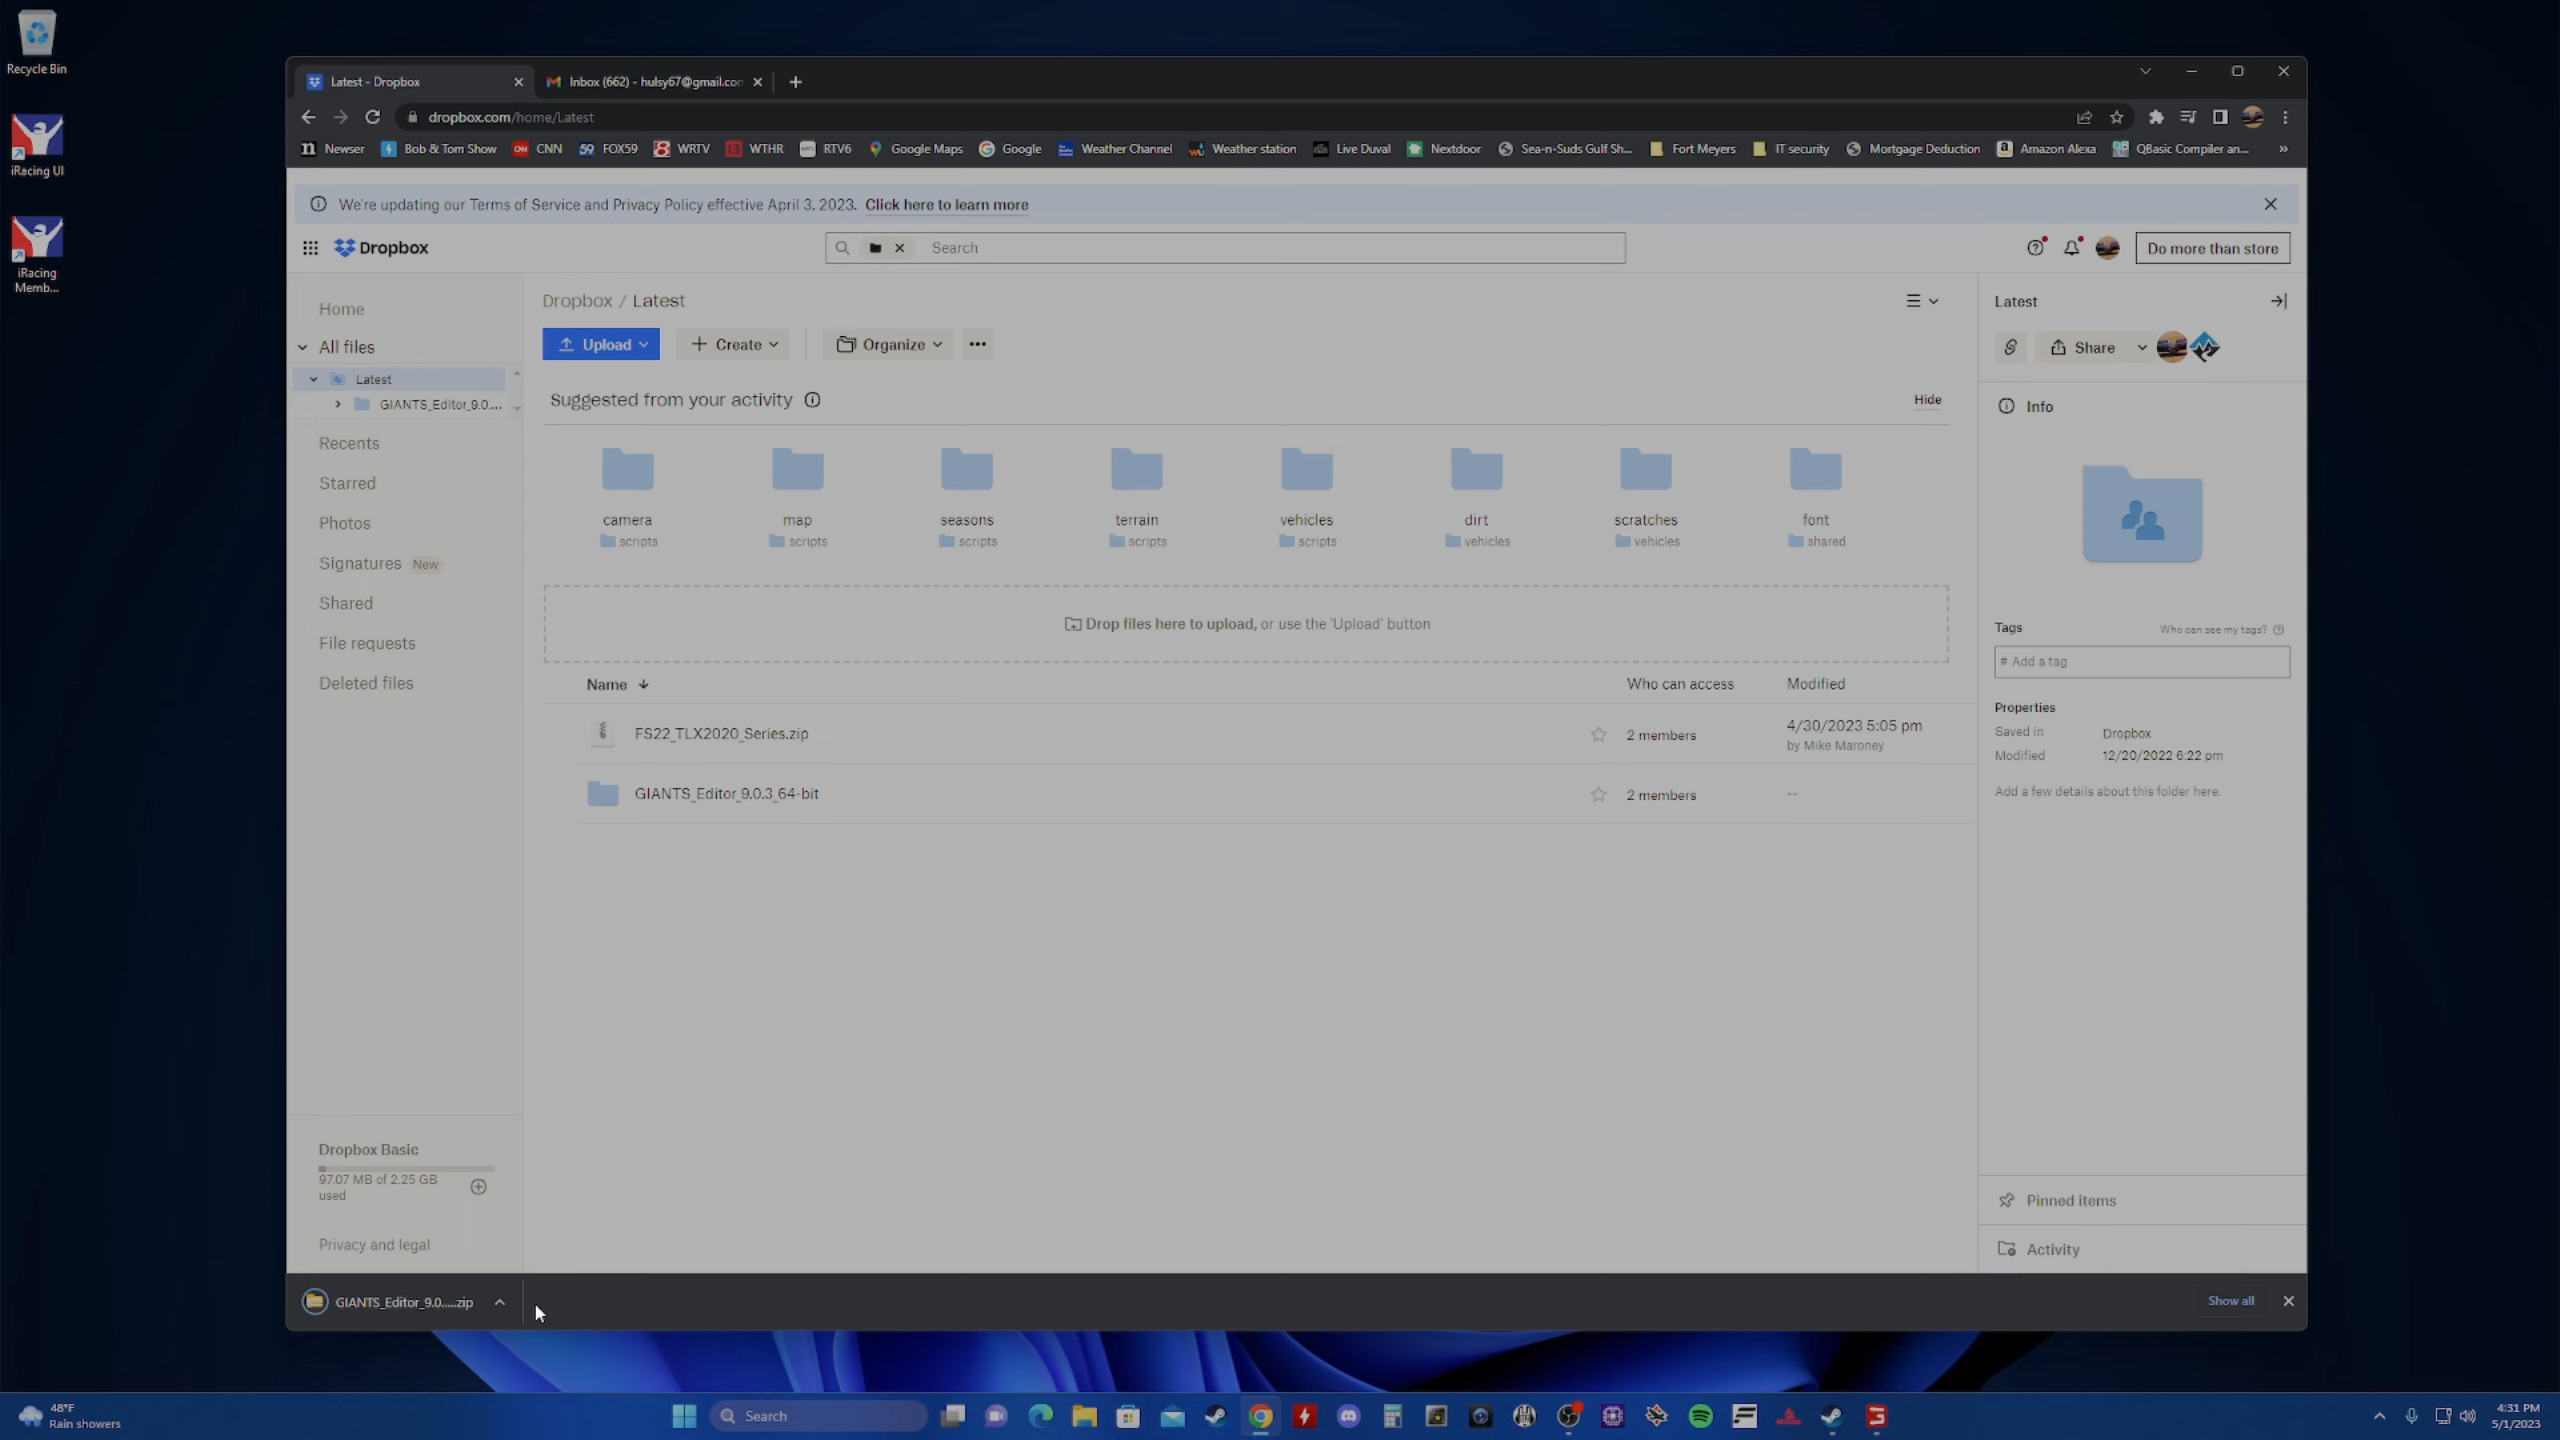 Recycle Bin
iRacing UI
iRacing
Memb...
Latest - Dropbox
Inbox (662) - hulsy67@gmail.con
dropbox.com/home/Latest
Newser
Bob & Tom Show
CNN
FOX59
WRTV
WTHR
RTV6
Google Maps
Google
Weather Channel
Weather station
Live Duval
Nextdoor
Sea-n-Suds Gulf Sh...
Fort Meyers
IT security
Mortgage Deduction
Amazon Alexa
QBasic Compiler an...
»
We're updating our Terms of Service and Privacy Policy effective April 3, 2023. Click here to learn more
Dropbox
Search
Do more than store
Home
All files
Latest
GIANTS_Editor_9.0....
Recents
Starred
Photos
Signatures New
Shared
File requests
Deleted files
Dropbox Basic
97.07 MB of 2.25 GB
used
Privacy and legal
Dropbox / Latest
Upload
Create
Organize
Suggested from your activity
Hide
camera
scripts
map
scripts
seasons
scripts
terrain
scripts
vehicles
scripts
dirt
vehicles
scratches
vehicles
font
shared
Drop files here to upload, or use the 'Upload' button
Name
Who can access
Modified
FS22_TLX2020_Series.zip
2 members
4/30/2023 5:05 pm
by Mike Maroney
GIANTS_Editor_9.0.3_64-bit
2 members
--
Latest
Share
Info
Tags
Who can see my tags?
# Add a tag
Properties
Saved in
Dropbox
Modified
12/20/2022 6:22 pm
Add a few details about this folder here.
Pinned items
Activity
GIANTS_Editor_9.0.....zip
Show all
48°F
Rain showers
Search
4:31 PM
5/1/2023